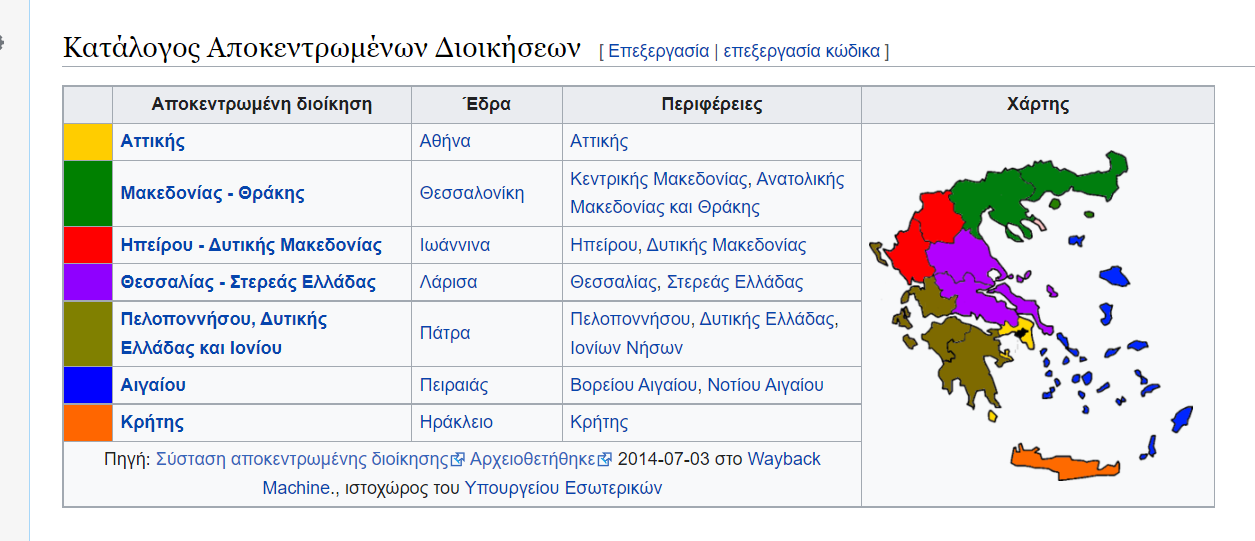 Κατάλογος Αποκεντρωμένων Διοικήσεων [ Επεξεργασία | επεξεργασία κώδικα ]
Αποκεντρωμένη διοίκηση Έδρα Περιφέρειες Χάρτης
Αττικής Αθήνα Αττικής
Μακεδονίας - Θράκης Θεσσαλονίκη Κεντρικής Μακεδονίας, Ανατολικής
Μακεδονίας και Θράκης
Ηπείρου - Δυτικής Μακεδονίας Ιωάννινα Ηπείρου, Δυτικής Μακεδονίας
Θεσσαλίας - Στερεάς Ελλάδας Λάρισα Θεσσαλίας, Στερεάς Ελλάδας
Πελοποννήσου, Δυτικής
Ελλάδας και Ιονίου Πάτρα Πελοποννήσου, Δυτικής Ελλάδας,
Ιονίων Νήσων
Αιγαίου Πειραιάς Βορείου Αιγαίου, Νοτίου Αιγαίου
Κρήτης Ηράκλειο Κρήτης
Πηγή: Σύσταση αποκεντρωμένης διοίκησης Αρχειοθετήθηκε 2014-07-03 στο Wayback
Machine., ιστοχώρος του Υπουργείου Εσωτερικών